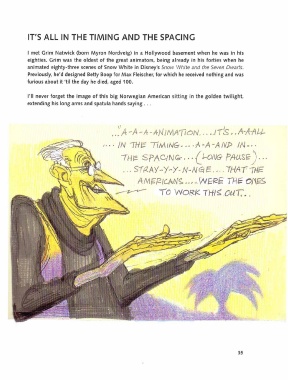 IT'S ALL IN THE TIMING AND THE SPACING
I met Grim Natwick (born Myron Nordveig) in a Hollywood basement when he was in his
eighties. Grim was the oldest of the great animators, being already in his forties when he
animated eighty-three scenes of Snow White in Disney's Snow White and the Seven Dwarfs.
Previously, he'd designed Betty Boop for Max Fleischer, for which he received nothing and was
furious about it 'til the day he died, aged 100.
I'll never forget the image of this big Norwegian American sitting in the golden twilight,
extending his long arms and spatula hands saying . . .
...A-A-A-ANIMATION....IT'S..A-AALL
....IN THE TIMING.... A-A-AND IN...
THE SPACING....(LONG PAUSE)...
...STRAY-Y-Y-N-NGE....THAT THE
AMERICANS.....WERE THE ONES
TO WORK THIS OUT...
35